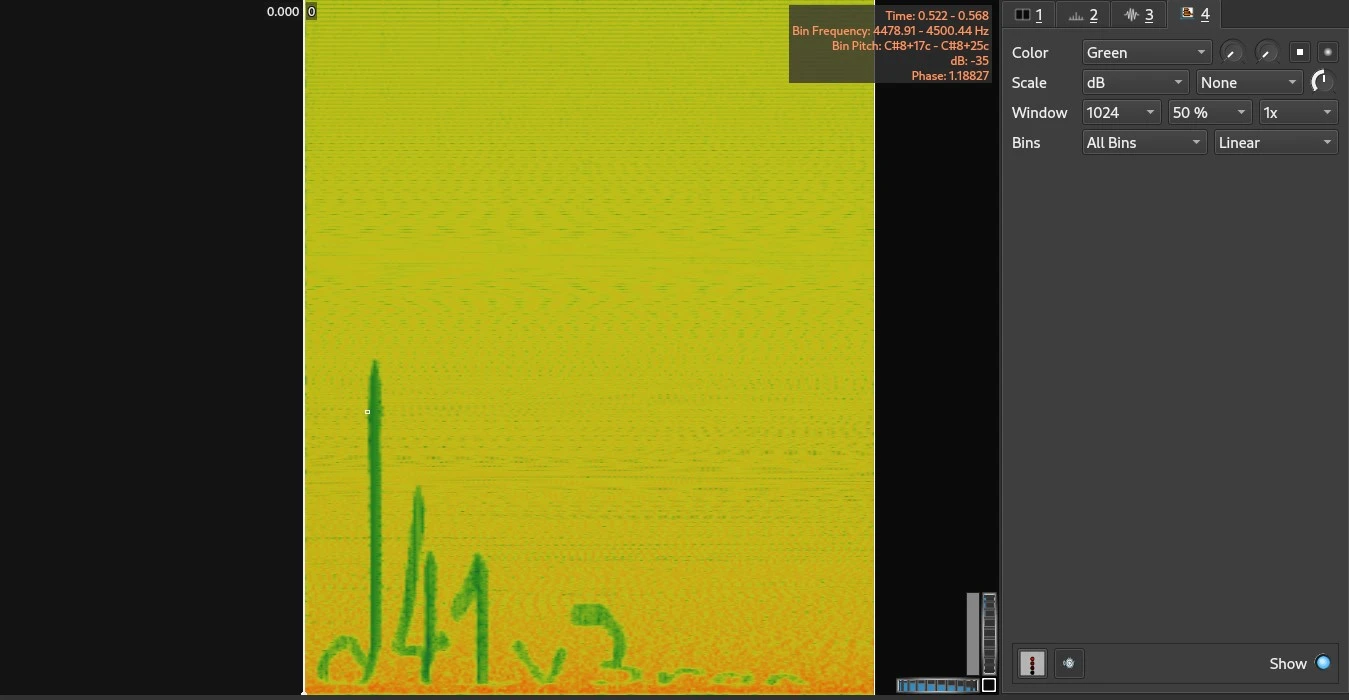 0.000 0
Time: 0.522 - 0.568
Bin Frequency: 4478.91 - 4500.44 Hz
Bin Pitch: C#8+17c - C#8+25c
dB: -35
Phase: 1.18827
1 2 3 4
Color Green
Scale dB None
Window 1024 50 % 1x
Bins All Bins Linear
d41v3
Show